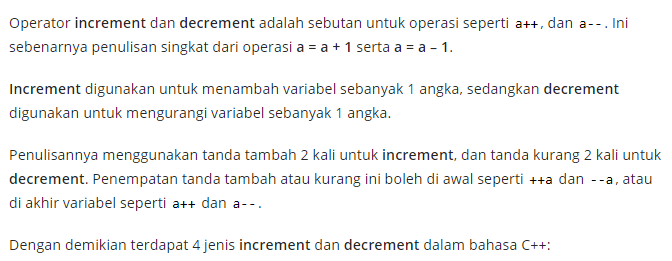 Operator increment dan decrement adalah sebutan untuk operasi seperti a++, dan a--. Ini
sebenarnya penulisan singkat dari operasi a = a + 1 serta a = a – 1.
Increment digunakan untuk menambah variabel sebanyak 1 angka, sedangkan decrement
digunakan untuk mengurangi variabel sebanyak 1 angka.
Penulisannya menggunakan tanda tambah 2 kali untuk increment, dan tanda kurang 2 kali untuk
decrement. Penempatan tanda tambah atau kurang ini boleh di awal seperti ++a dan --a, atau
di akhir variabel seperti a++ dan a--.
Dengan demikian terdapat 4 jenis increment dan decrement dalam bahasa C++: